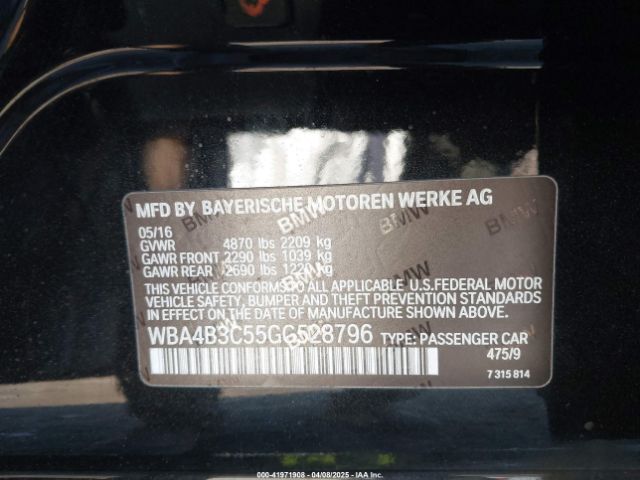 MFD BY BAYERISCHE MOTOREN WERKE AG
05/16
GVWR 4870 lbs 2209 kg
GAWR FRONT 2290 lbs 1039 kg
GAWR REAR 2690 lbs 1220 kg
THIS VEHICLE CONFORMS TO ALL APPLICABLE U.S.FEDERAL MOTOR
VEHICLE SAFETY, BUMPER AND THEFT PREVENTION STANDARDS
IN EFFECT ON THE DATE OF MANUFACTURE SHOWN ABOVE.
WBA4B3C55GG528796 TYPE: PASSENGER CAR
475/9
7 315 814
000-41971908 - 04/08/2025 - IAAI.com